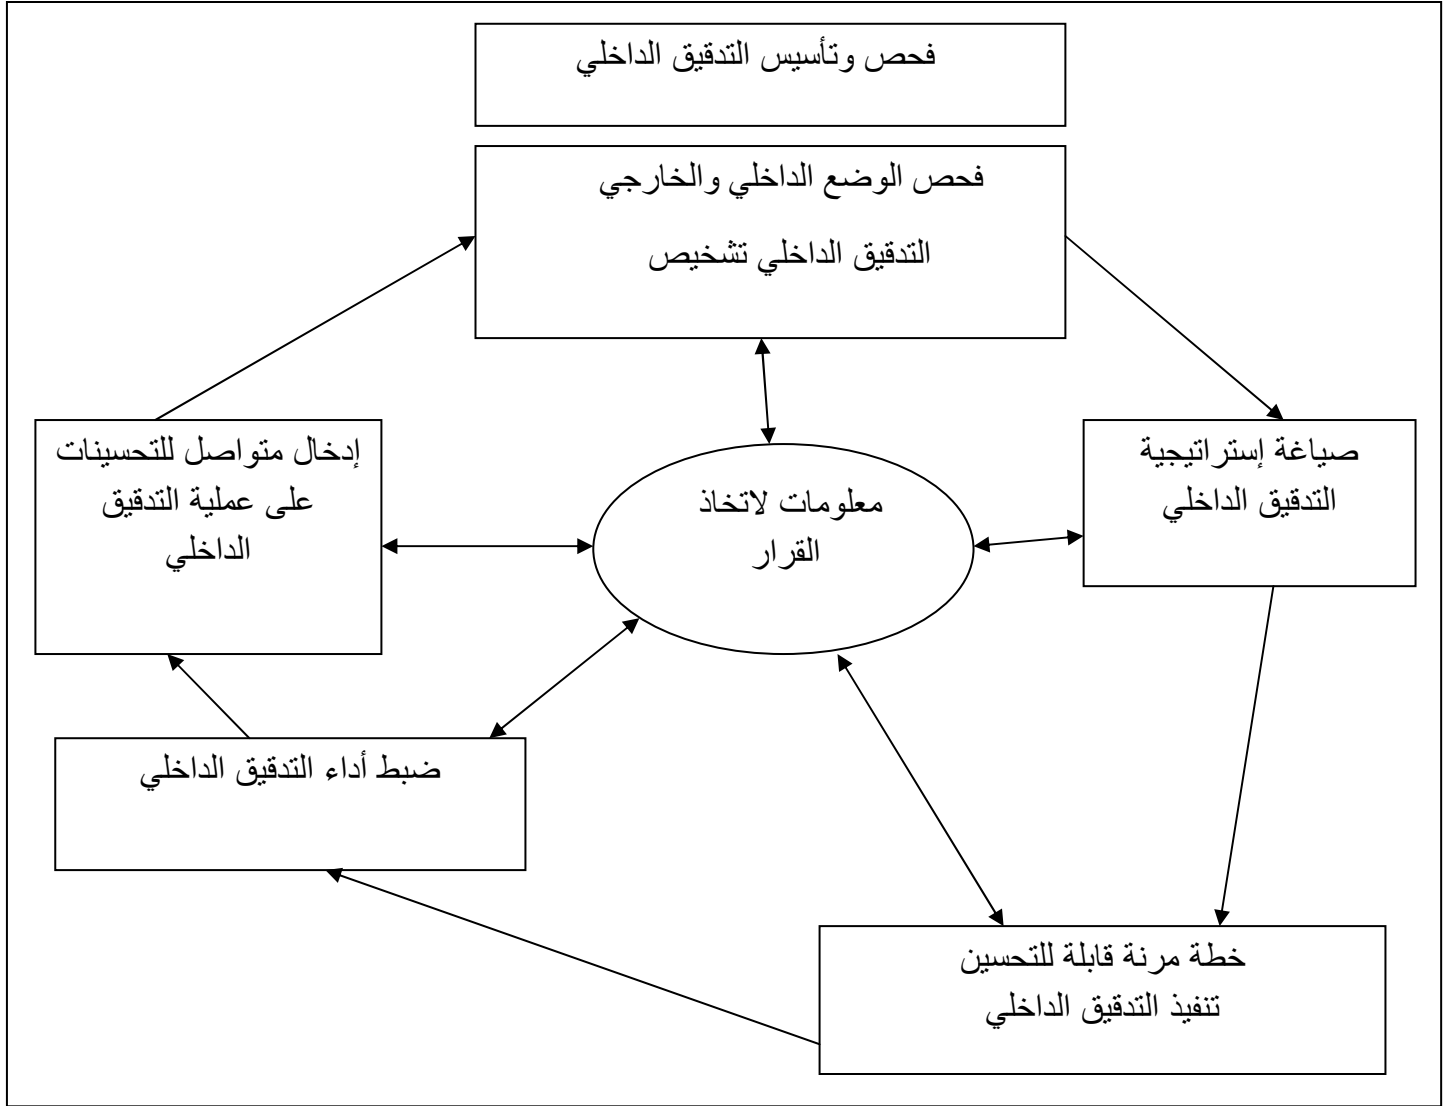 فحص وتأسيس التدقيق الداخلي
فحص الوضع الداخلي والخارجي
التدقيق الداخلي تشخيص
صياغة إستراتيجية
التدقيق الداخلي
معلومات لاتخاذ
القرار
إدخال متواصل للتحسينات
على عملية التدقيق
الداخلي
ضبط أداء التدقيق الداخلي
خطة مرنة قابلة للتحسين
تنفيذ التدقيق الداخلي